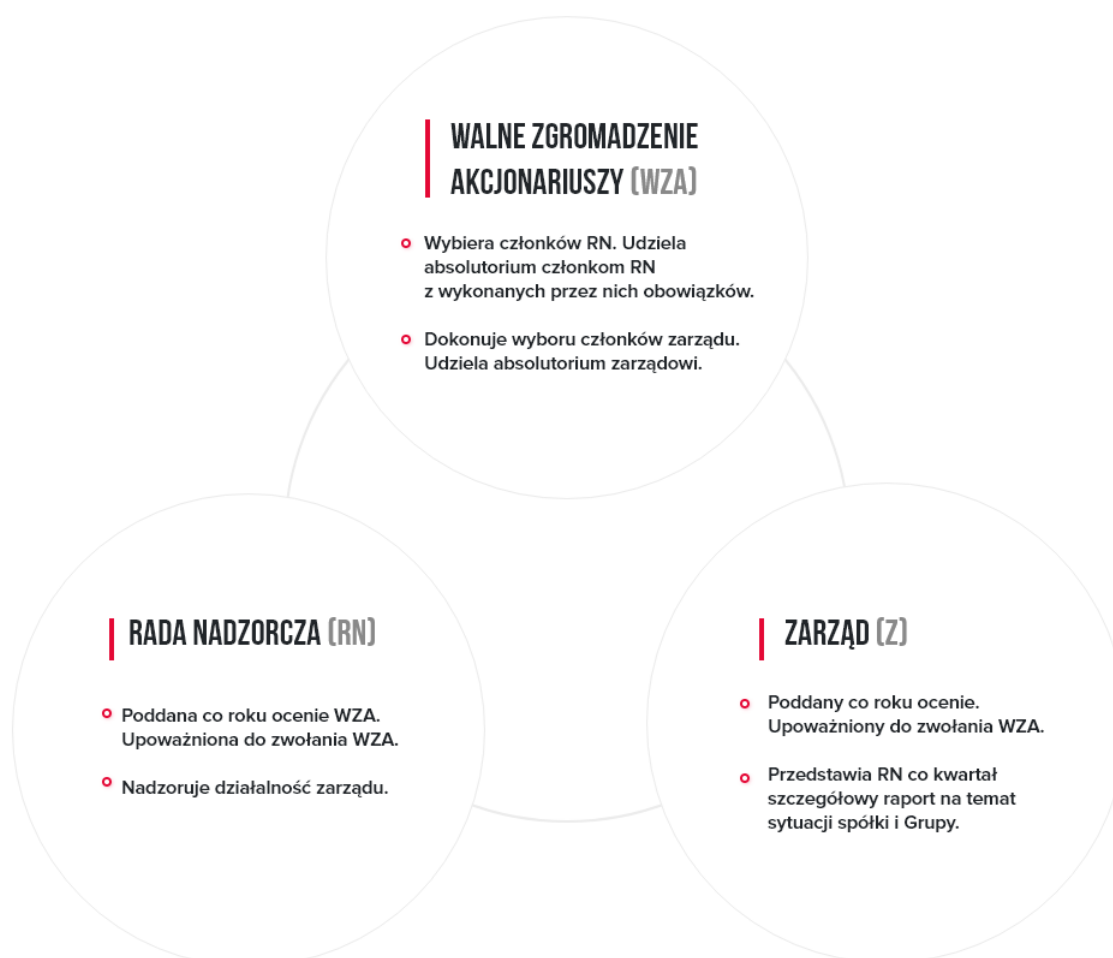 WALNE ZGROMADZENIE
AKCJONARIUSZY (WZA)
Wybiera członków RN. Udziela
absolutorium członkom RN
z wykonanych przez nich obowiązków.
Dokonuje wyboru członków zarządu.
Udziela absolutorium zarządowi.
RADA NADZORCZA (RN)
Poddana co roku ocenie WZA.
Upoważniona do zwołania WZA.
Nadzoruje działalność zarządu.
ZARZĄD (Z)
Poddany co roku ocenie.
Upoważniony do zwołania WZA.
Przedstawia RN co kwartał
szczegółowy raport na temat
sytuacji spółki i Grupy.